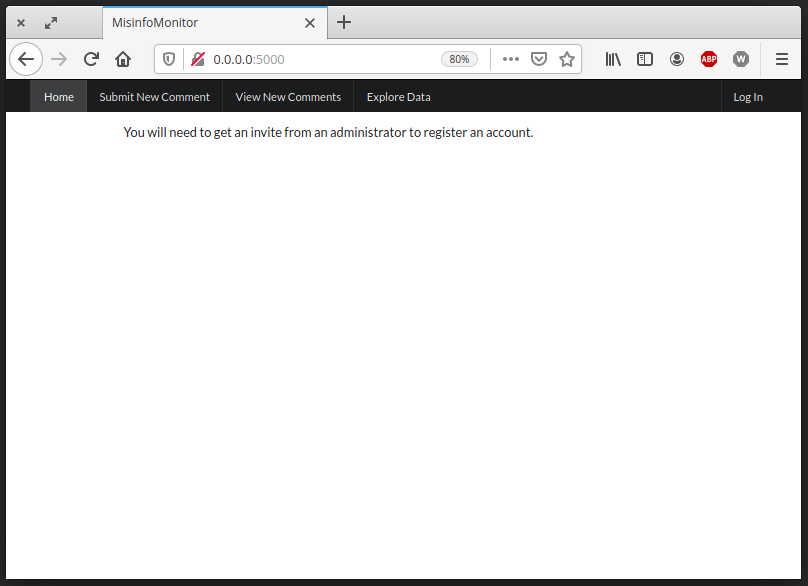 MisinfoMonitor
0.0.0.0:5000
80%
ABP
W
Home
Submit New Comment
View New Comments
Explore Data
Log In
You will need to get an invite from an administrator to register an account.